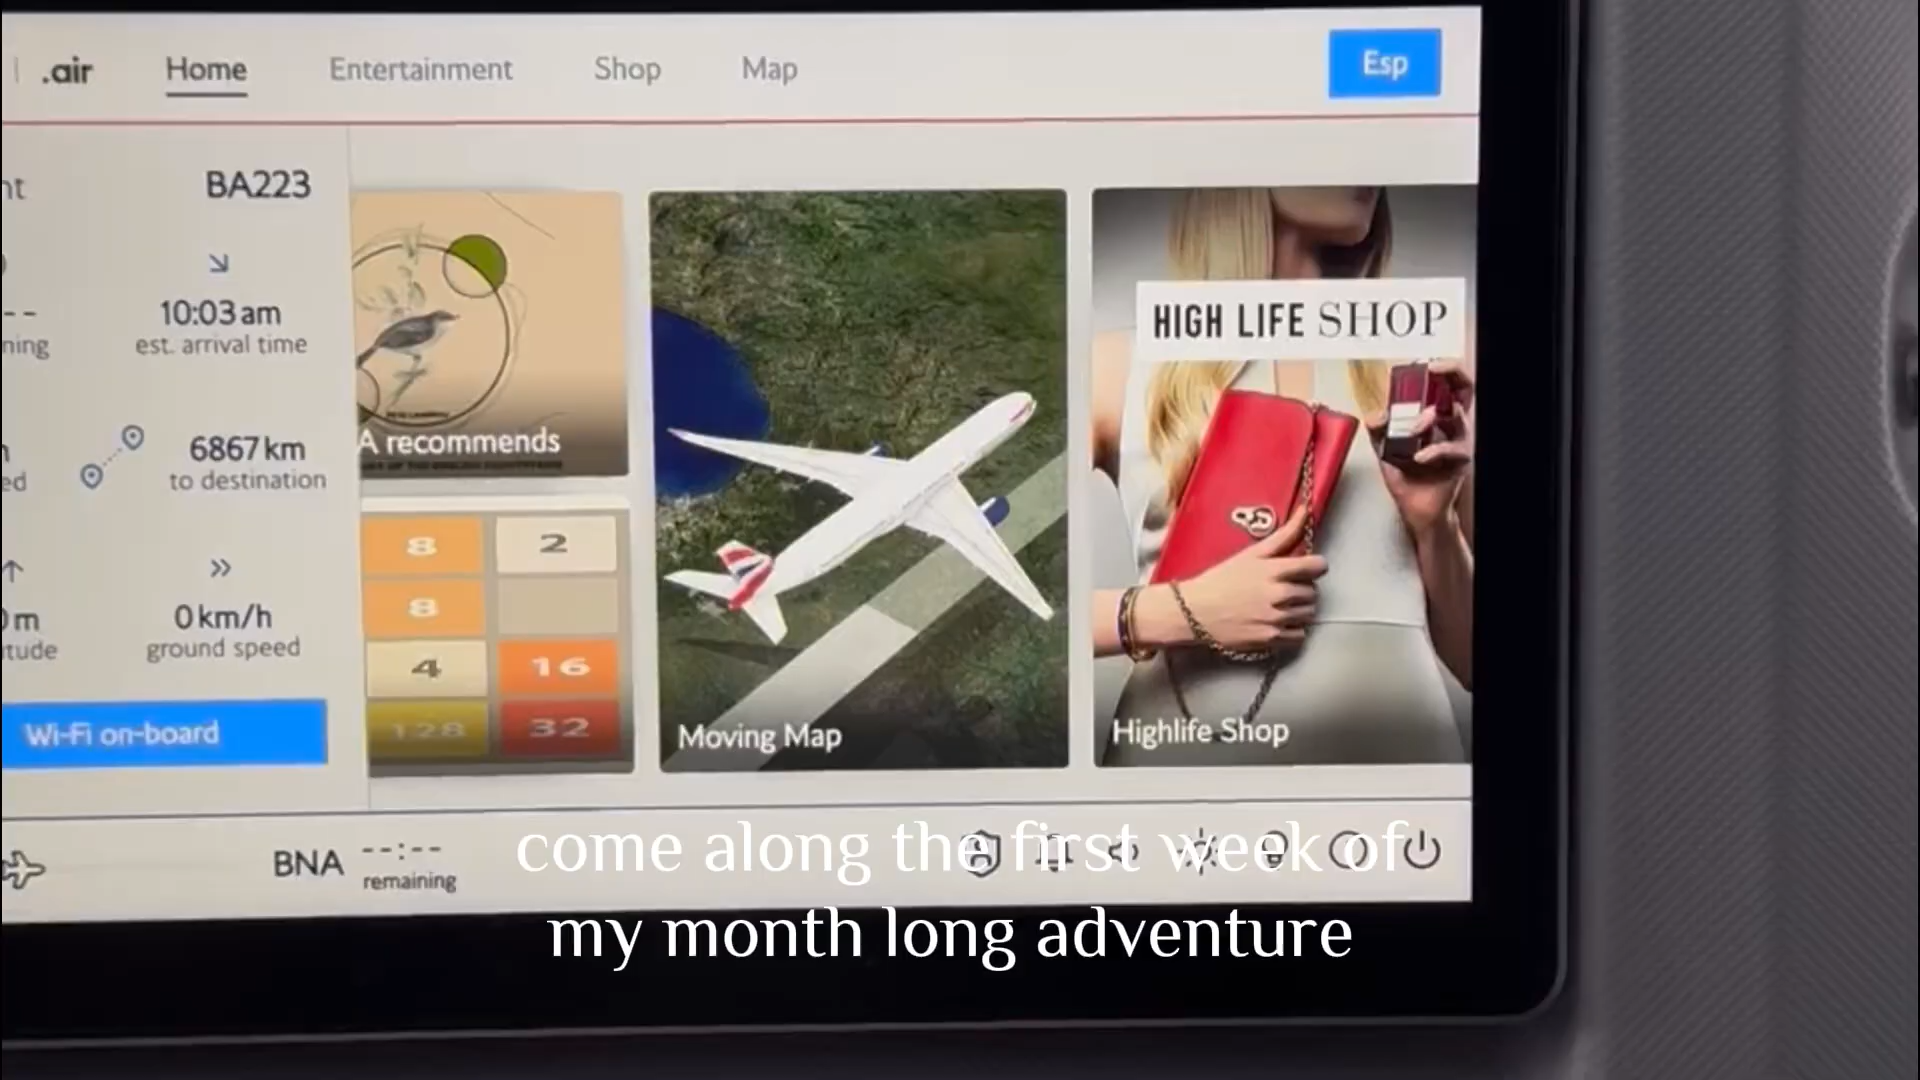 .air
Home
Entertainment
Shop
Map
Esp
BA223
10:03 am
est. arrival time
6867 km
to destination
0 km/h
ground speed
Wi-Fi on-board
A recommends
8
2
8
4
16
128
32
Moving Map
HIGH LIFE SHOP
Highlife Shop
BNA
--:--
remaining
come along the first week of
my month long adventure